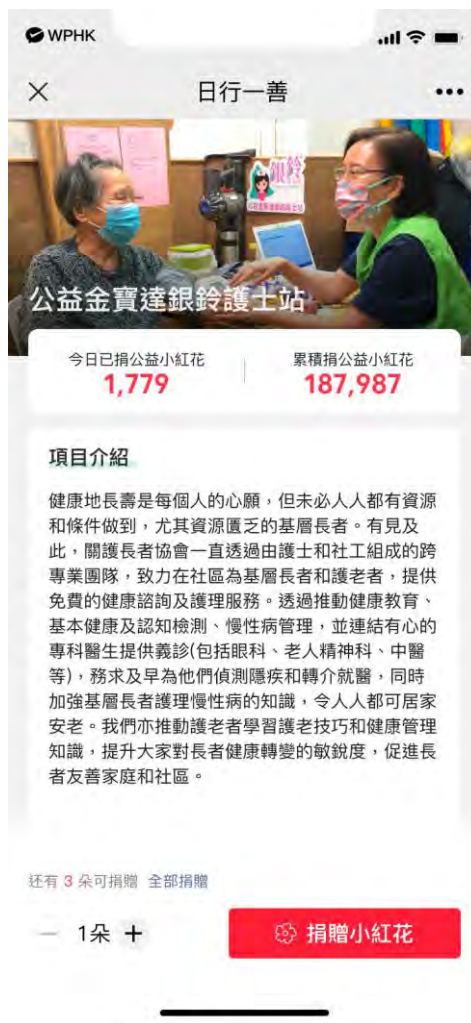 WPHK
日行一善
銀鈴
公益金寶達銀鈴護士站
今日已捐公益小紅花
累積捐公益小紅花
1,779
187,987
項目介紹
健康地長壽是每個人的心願，但未必人人都有資源
和條件做到，尤其資源匱乏的基層長者。有見及
此，關護長者協會一直透過由護士和社工組成的跨
專業團隊，致力在社區為基層長者和護老者，提供
免費的健康諮詢及護理服務。透過推動健康教育、
基本健康及認知檢測、慢性病管理，並連結有心的
專科醫生提供義診(包括眼科、老人精神科、中醫
等)，務求及早為他們偵測隱疾和轉介就醫，同時
加強基層長者護理慢性病的知識，令人人都可居家
安老。我們亦推動護老者學習護老技巧和健康管理
知識，提升大家對長者健康轉變的敏銳度，促進長
者友善家庭和社區。
还有 3 朵可捐贈 全部捐贈
1朵
捐贈小紅花